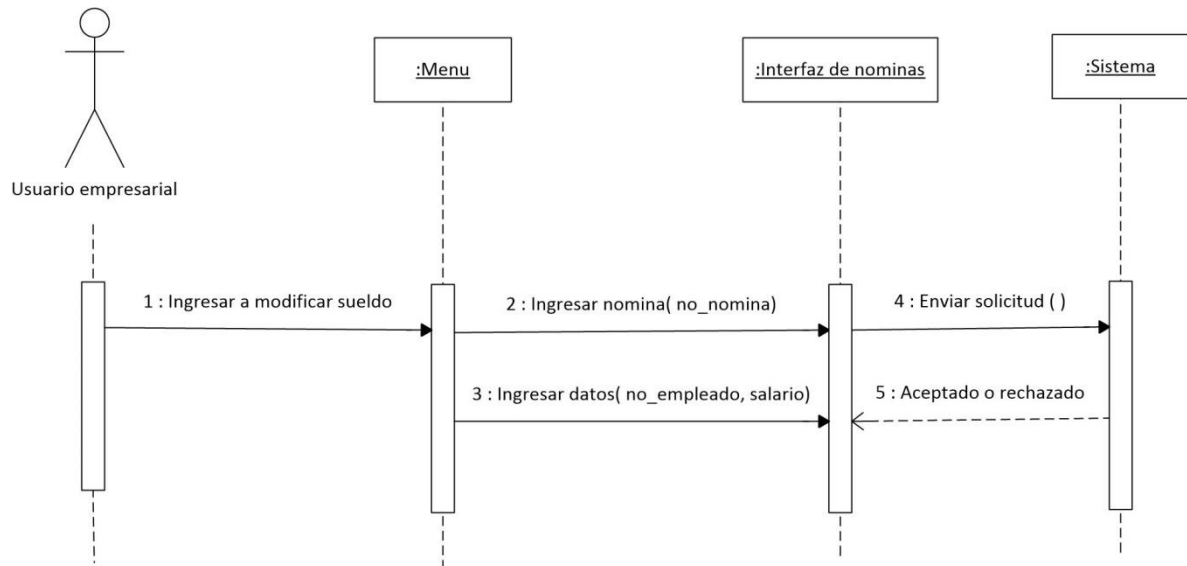 :Menu
:Interfaz de nominas
:Sistema
Usuario empresarial
1 : Ingresar a modificar sueldo
2 : Ingresar nomina( no_nomina)
4 : Enviar solicitud ( )
3 : Ingresar datos( no_empleado, salario)
5 : Aceptado o rechazado